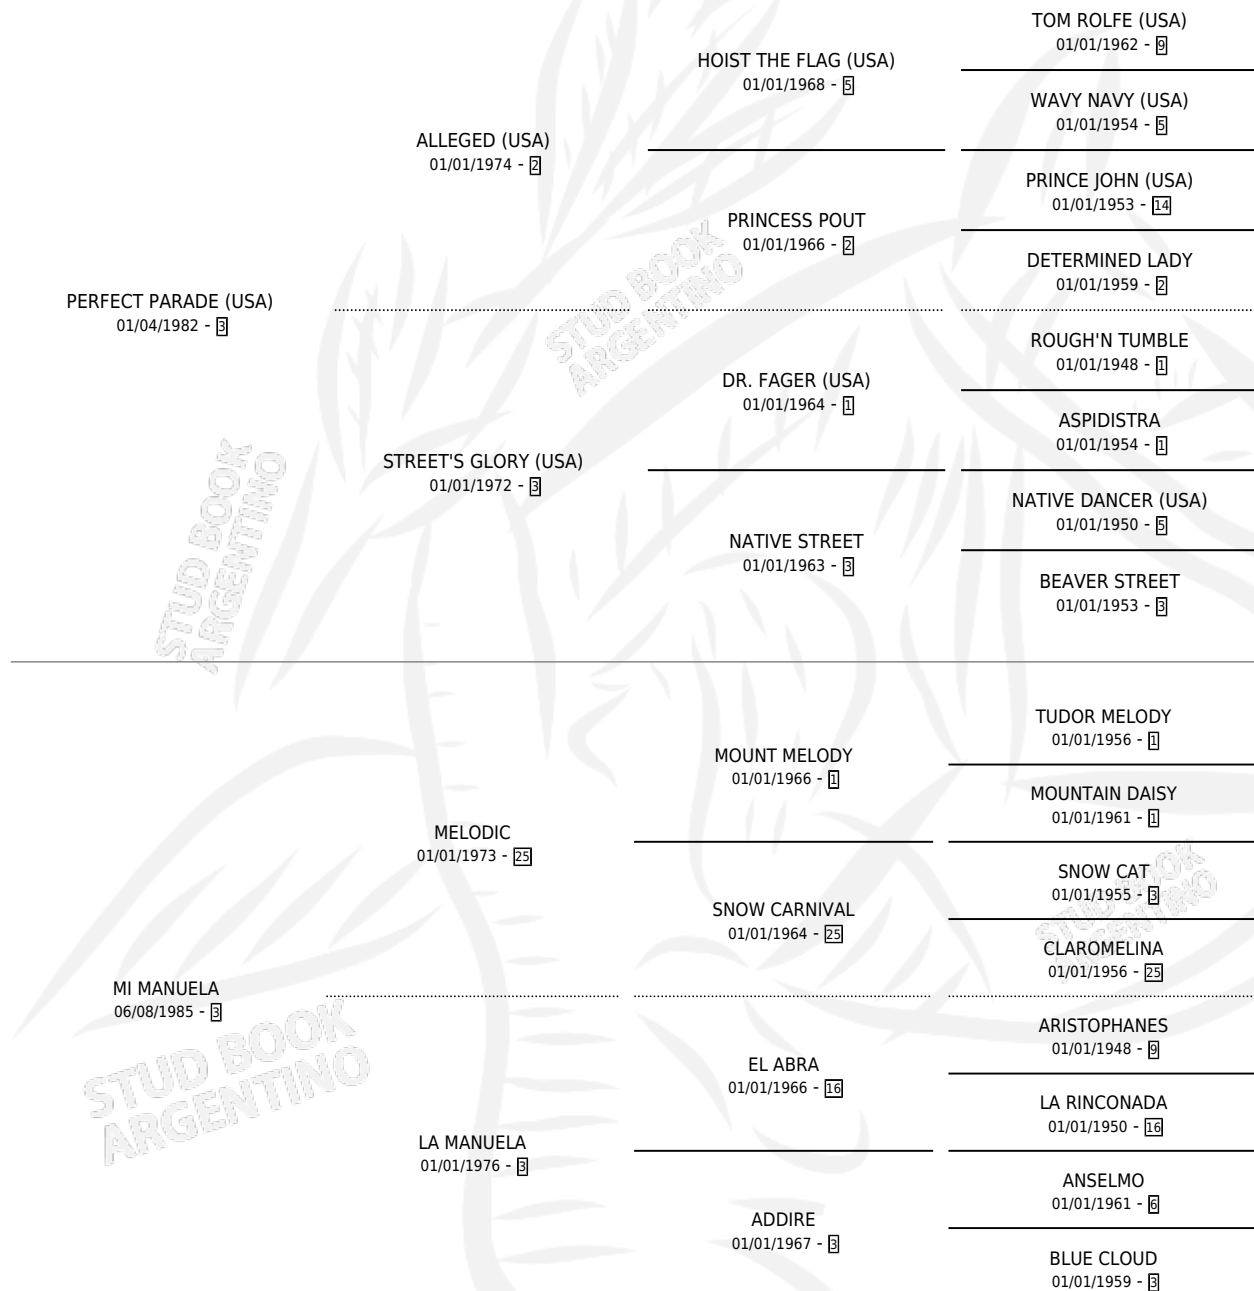 TOM ROLFE (USA)
01/01/1962 - 9
HOIST THE FLAG (USA)
01/01/1968 - 5
WAVY NAVY (USA)
01/01/1954 - 5
ALLEGED (USA)
01/01/1974 - 2
PRINCE JOHN (USA)
01/01/1953 - 14
PRINCESS POUT
01/01/1966 - 2
DETERMINED LADY
01/01/1959 - 2
PERFECT PARADE (USA)
01/04/1982 - 3
ROUGH'N TUMBLE
01/01/1948 - 1
DR. FAGER (USA)
01/01/1964 - 1
ASPIDISTRA
01/01/1954 - 1
STREET'S GLORY (USA)
01/01/1972 - 3
NATIVE DANCER (USA)
01/01/1950 - 5
NATIVE STREET
01/01/1963 - 3
BEAVER STREET
01/01/1953 - 3
TUDOR MELODY
01/01/1956 - 1
MOUNT MELODY
01/01/1966 - 1
MOUNTAIN DAISY
01/01/1961 - 1
MELODIC
01/01/1973 - 25
SNOW CAT
01/01/1955 - 3
SNOW CARNIVAL
01/01/1964 - 25
CLAROMELINA
01/01/1956 - 25
MI MANUELA
06/08/1985 - 3
ARISTOPHANES
01/01/1948 - 9
EL ABRA
01/01/1966 - 16
LA RINCONADA
01/01/1950 - 16
LA MANUELA
01/01/1976 - 3
ANSELMO
01/01/1961 - 6
ADDIRE
01/01/1967 - 3
BLUE CLOUD
01/01/1959 - 3
STUD BOOK
ARGENTINO
STUD BOOK
ARGENTINO
STUD BOOK
ARGENTINO
STUD BOOK
ARGENTINO